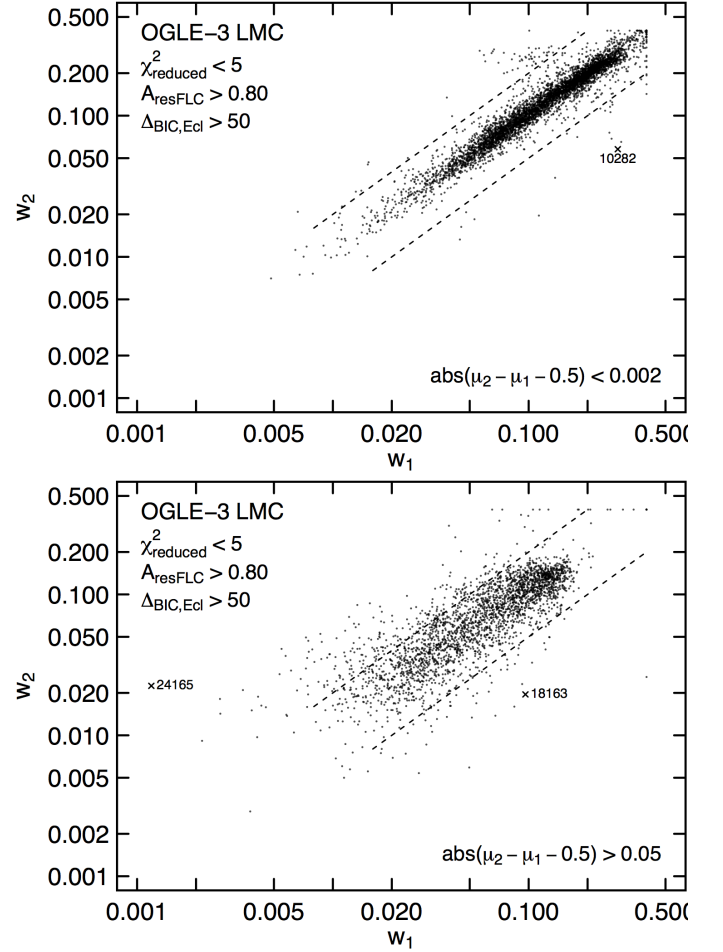 0.500
0.200
0.100
0.050
0.020
0.010
0.005
0.002
0.001
w₂
OGLE−3 LMC
χ²reduced < 5
AresFLC > 0.80
ΔBIC,Ecl > 50
10282
abs(μ₂ − μ₁ − 0.5) < 0.002
0.001 0.005 0.020 0.100 0.500
w₁
0.500
0.200
0.100
0.050
0.020
0.010
0.005
0.002
0.001
w₂
OGLE−3 LMC
χ²reduced < 5
AresFLC > 0.80
ΔBIC,Ecl > 50
24165
18163
abs(μ₂ − μ₁ − 0.5) > 0.05
0.001 0.005 0.020 0.100 0.500
w₁